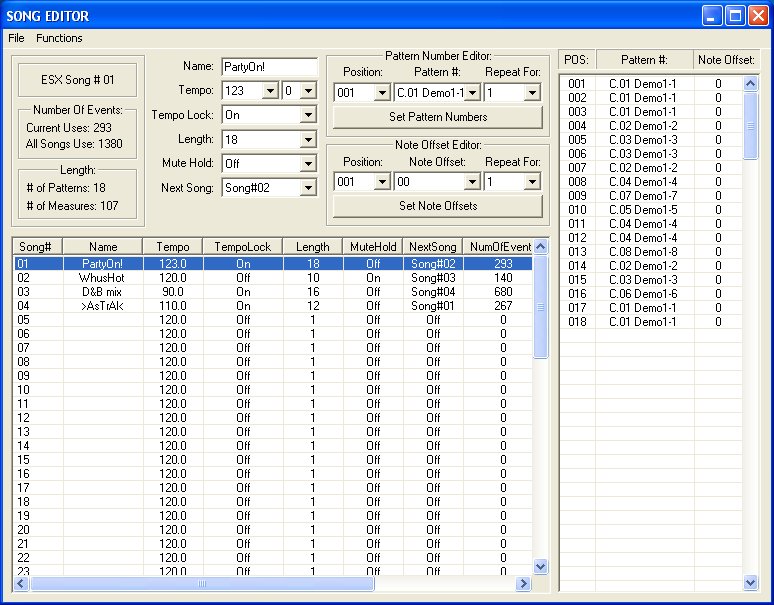 SONG EDITOR
File Functions
ESX Song # 01
Number Of Events:
Current Uses: 293
All Songs Use: 1380
Length:
# of Patterns: 18
# of Measures: 107
Name: PartyOn!
Tempo: 123 0
Tempo Lock: On
Length: 18
Mute Hold: Off
Next Song: Song#02
Pattern Number Editor:
Position: Pattern #: Repeat For:
001 C.01 Demo1-1 1
Set Pattern Numbers
Note Offset Editor:
Position: Note Offset: Repeat For:
001 00 1
Set Note Offsets
Song# Name Tempo TempoLock Length MuteHold NextSong NumOfEvent
01 PartyOn! 123.0 On 18 Off Song#02 293
02 WhusHot 120.0 Off 10 On Song#03 140
03 D&B mix 90.0 On 16 Off Song#04 680
04 >AsTrAl< 110.0 On 12 Off Song#01 267
05 120.0 Off 1 Off Off 0
06 120.0 Off 1 Off Off 0
07 120.0 Off 1 Off Off 0
08 120.0 Off 1 Off Off 0
09 120.0 Off 1 Off Off 0
10 120.0 Off 1 Off Off 0
11 120.0 Off 1 Off Off 0
12 120.0 Off 1 Off Off 0
13 120.0 Off 1 Off Off 0
14 120.0 Off 1 Off Off 0
15 120.0 Off 1 Off Off 0
16 120.0 Off 1 Off Off 0
17 120.0 Off 1 Off Off 0
18 120.0 Off 1 Off Off 0
19 120.0 Off 1 Off Off 0
20 120.0 Off 1 Off Off 0
21 120.0 Off 1 Off Off 0
22 120.0 Off 1 Off Off 0
23 120.0 Off 1 Off Off 0
POS: Pattern #: Note Offset:
001 C.01 Demo1-1 0
002 C.01 Demo1-1 0
003 C.01 Demo1-1 0
004 C.02 Demo1-2 0
005 C.03 Demo1-3 0
006 C.03 Demo1-3 0
007 C.02 Demo1-2 0
008 C.04 Demo1-4 0
009 C.07 Demo1-7 0
010 C.05 Demo1-5 0
011 C.04 Demo1-4 0
012 C.04 Demo1-4 0
013 C.08 Demo1-8 0
014 C.02 Demo1-2 0
015 C.03 Demo1-3 0
016 C.06 Demo1-6 0
017 C.01 Demo1-1 0
018 C.01 Demo1-1 0